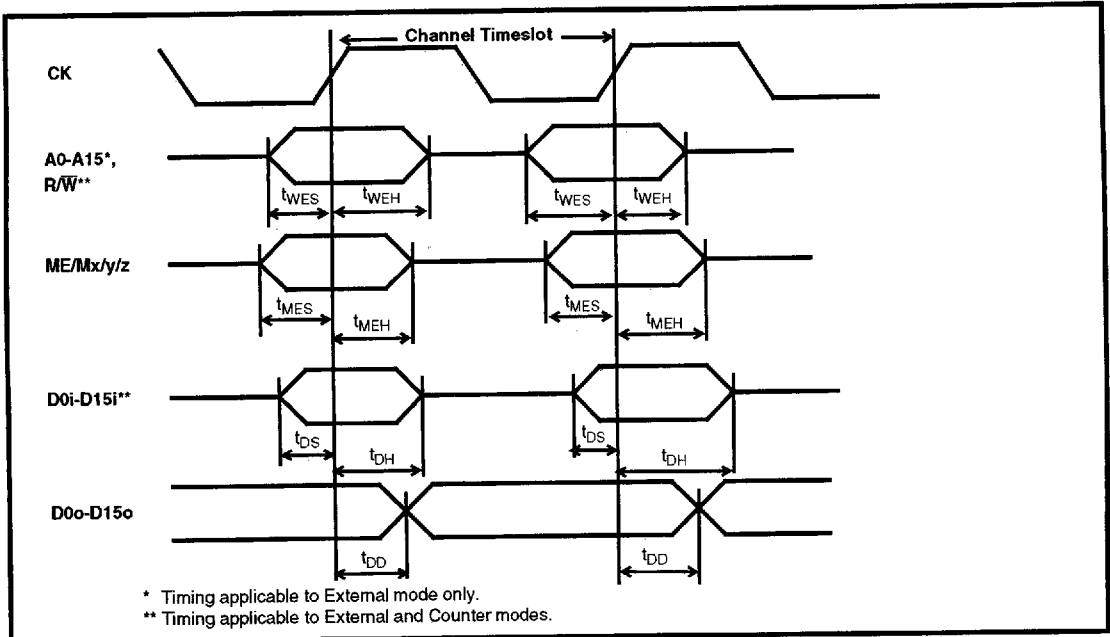 Channel Timeslot
CK
A0-A15*,
R/W̅**
tWES tWEH tWES tWEH
ME/Mx/y/z
tMES tMEH tMES tMEH
D0i-D15i**
tDS tDH tDS tDH
D0o-D15o
tDD tDD
* Timing applicable to External mode only.
** Timing applicable to External and Counter modes.